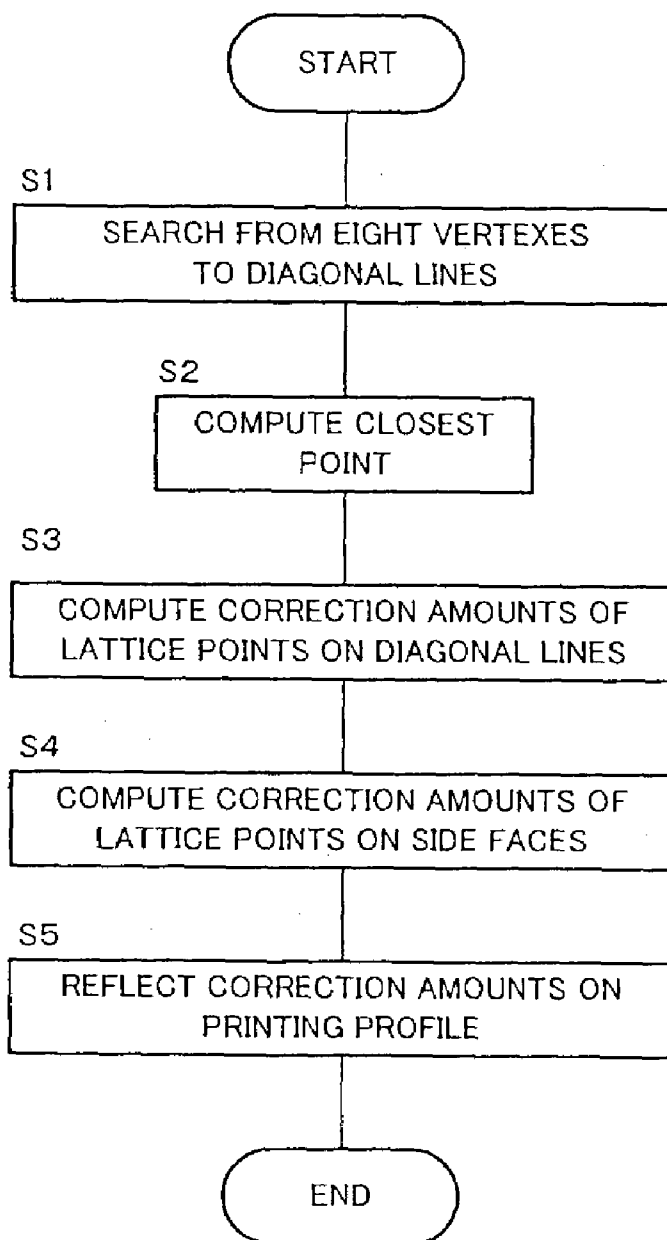 START
S1
SEARCH FROM EIGHT VERTEXES
TO DIAGONAL LINES
S2
COMPUTE CLOSEST
POINT
S3
COMPUTE CORRECTION AMOUNTS OF
LATTICE POINTS ON DIAGONAL LINES
S4
COMPUTE CORRECTION AMOUNTS OF
LATTICE POINTS ON SIDE FACES
S5
REFLECT CORRECTION AMOUNTS ON
PRINTING PROFILE
END